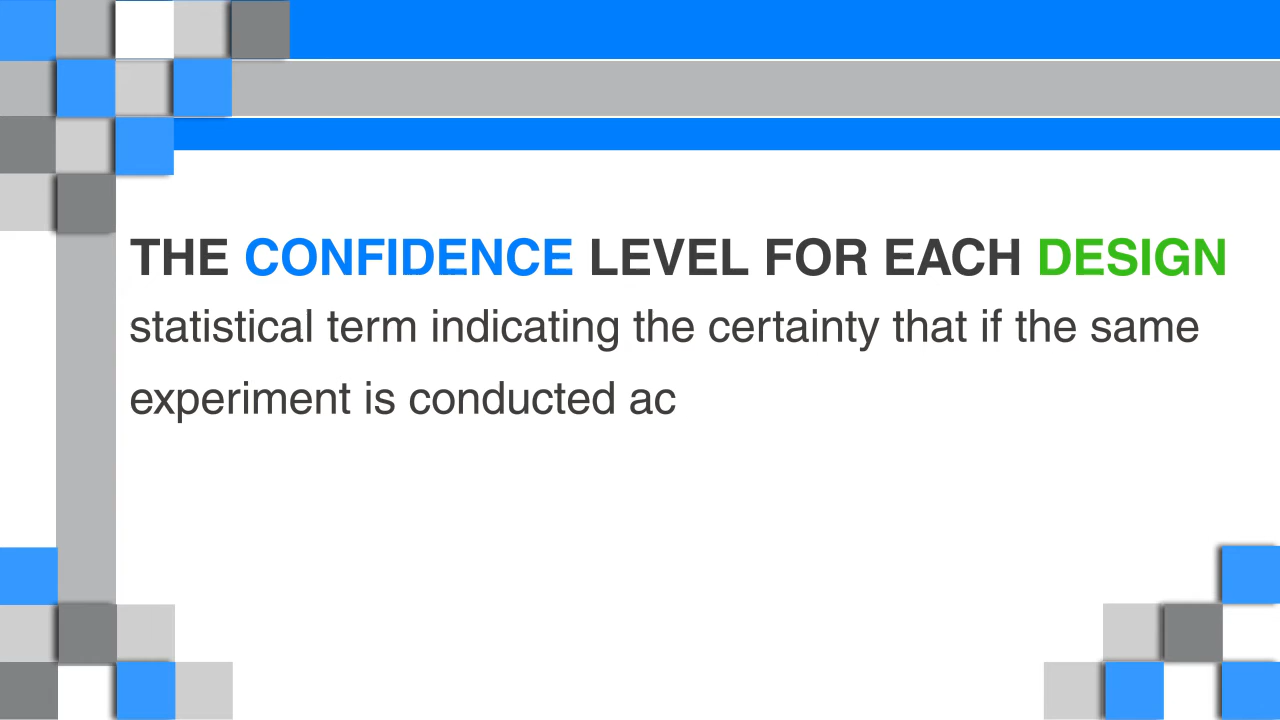 THE CONFIDENCE LEVEL FOR EACH DESIGN
statistical term indicating the certainty that if the same
experiment is conducted ac